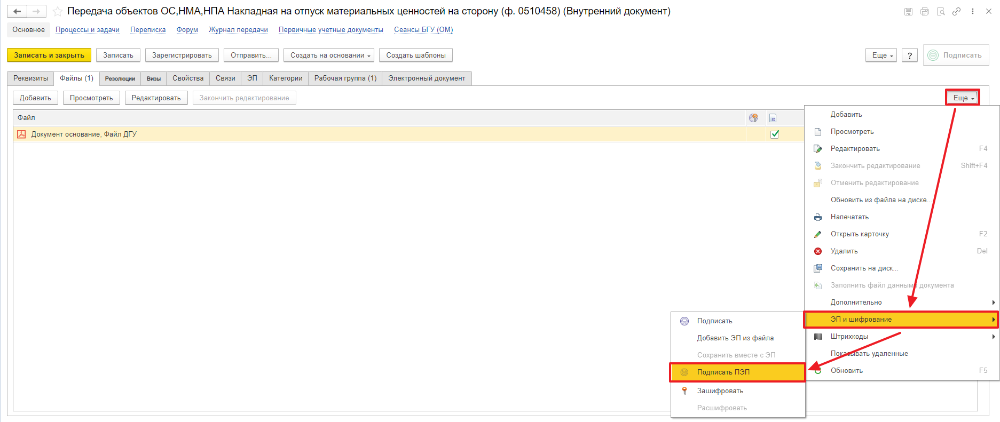 Передача объектов ОС,НМА,НПА Накладная на отпуск материальных ценностей на сторону (ф. 0510458) (Внутренний документ)
Основное Процессы и задачи Переписка Форум Журнал передачи Первичные учетные документы Сеансы БГУ (ОМ)
Записать и закрыть Записать Зарегистрировать Отправить... Создать на основании Создать шаблоны Еще ? Подписать
Реквизиты Файлы (1) Резолюции Визы Свойства Связи ЭП Категории Рабочая группа (1) Электронный документ
Добавить Просмотреть Редактировать Закончить редактирование Еще
Файл
Документ основание, Файл ДГУ
Добавить
Просмотреть
Редактировать F4
Закончить редактирование Shift+F4
Отменить редактирование
Обновить из файла на диске...
Напечатать
Открыть карточку F2
Удалить Del
Сохранить на диск...
Заполнить файл данными документа
Дополнительно
ЭП и шифрование
Штрихкоды
Показывать удаленные
Обновить F5
Подписать
Добавить ЭП из файла
Сохранить вместе с ЭП
Подписать ПЭП
Зашифровать
Расшифровать